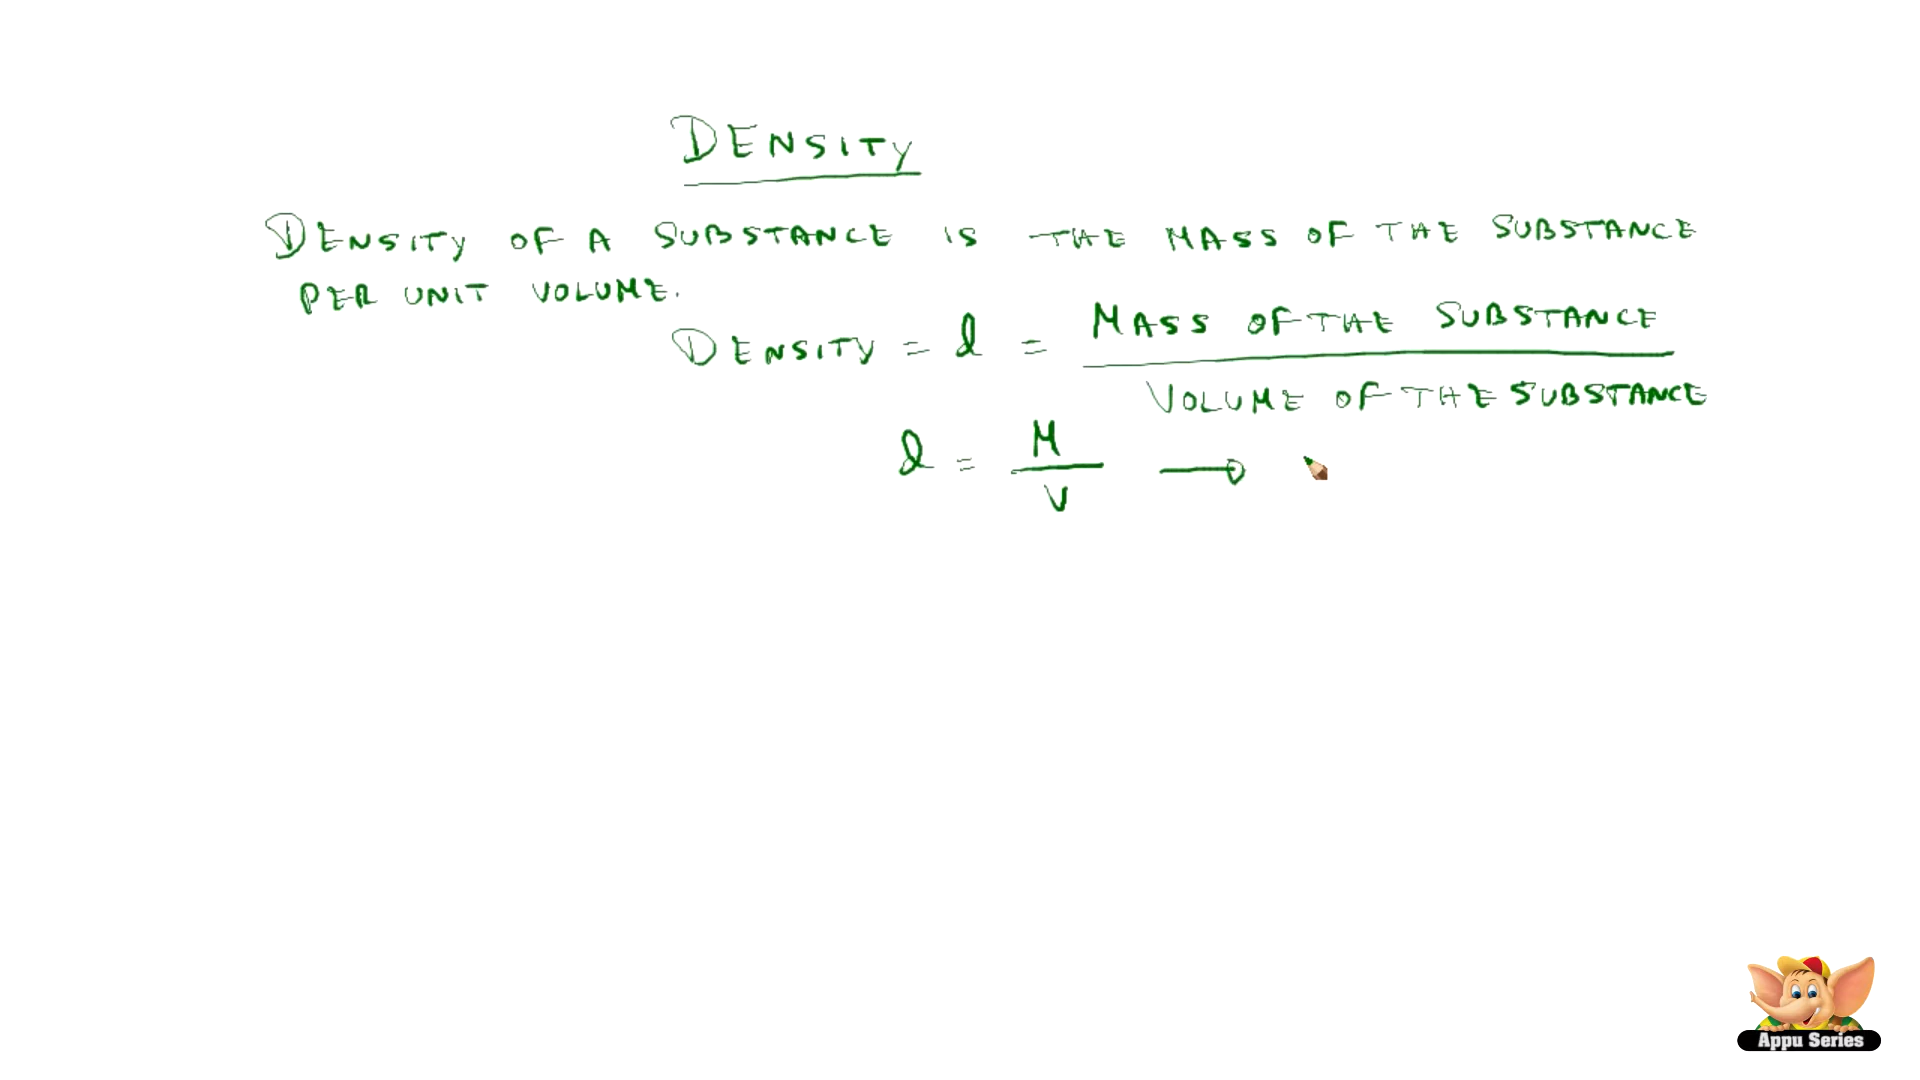 DENSITY
DENSITY OF A SUBSTANCE IS THE MASS OF THE SUBSTANCE
PER UNIT VOLUME.
DENSITY = d = MASS OF THE SUBSTANCE / VOLUME OF THE SUBSTANCE
d = M / V →
Appu Series